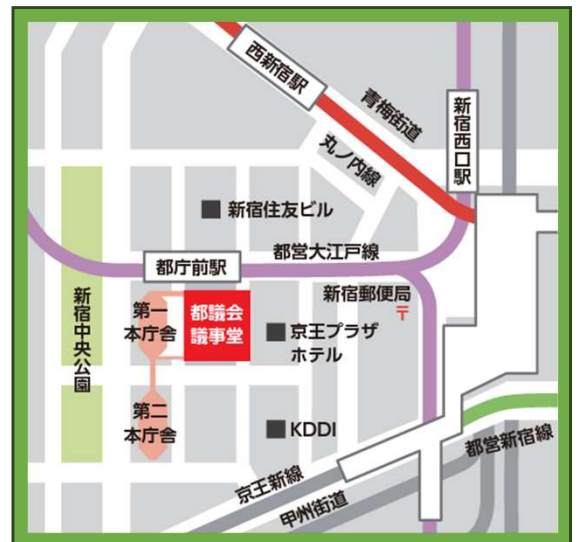 西新宿駅
青梅街道
新宿西口駅
丸ノ内線
新宿住友ビル
都営大江戸線
都庁前駅
新宿郵便局
〒
新宿中央公園
第一
本庁舎
都議会
議事堂
京王プラザ
ホテル
第二
本庁舎
KDDI
京王新線
甲州街道
都営新宿線